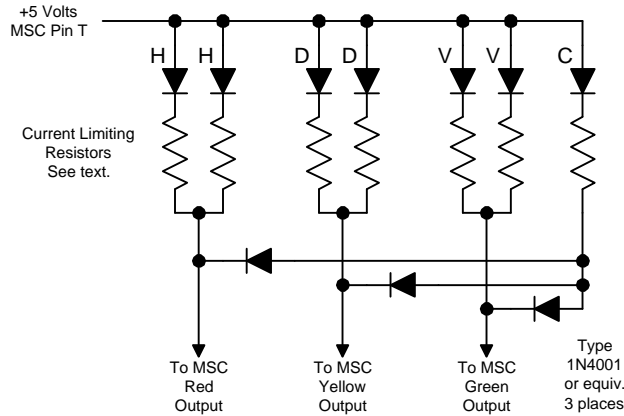 +5 Volts
MSC Pin T
H H D D V V C
Current Limiting
Resistors
See text.
To MSC
Red
Output
To MSC
Yellow
Output
To MSC
Green
Output
Type
1N4001
or equiv.
3 places